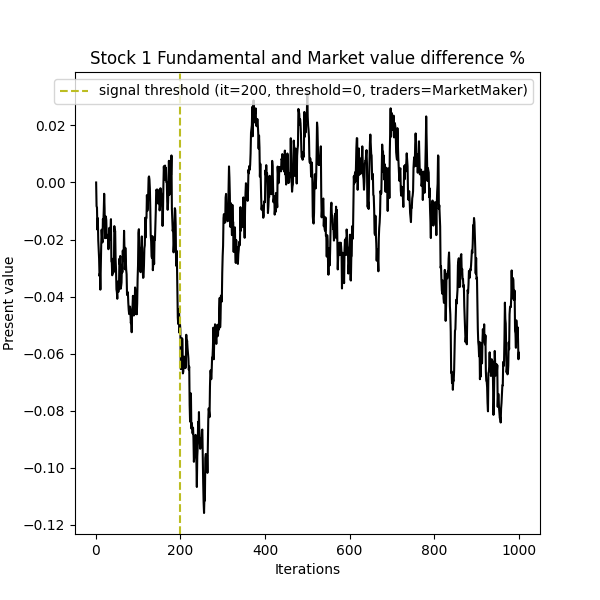 Stock 1 Fundamental and Market value difference %
signal threshold (it=200, threshold=0, traders=MarketMaker)
0.02
0.00
−0.02
−0.04
−0.06
−0.08
−0.10
−0.12
Present value
0 200 400 600 800 1000
Iterations